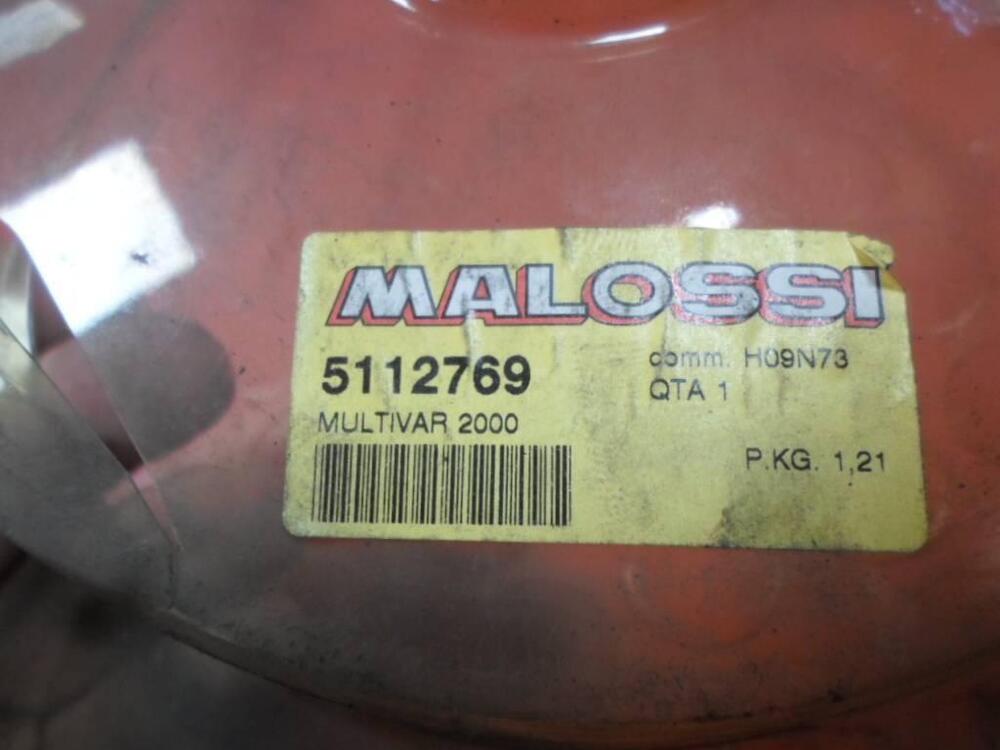 MALOSSI
5112769
comm. H09N73
QTA 1
MULTIVAR 2000
P.KG. 1,21